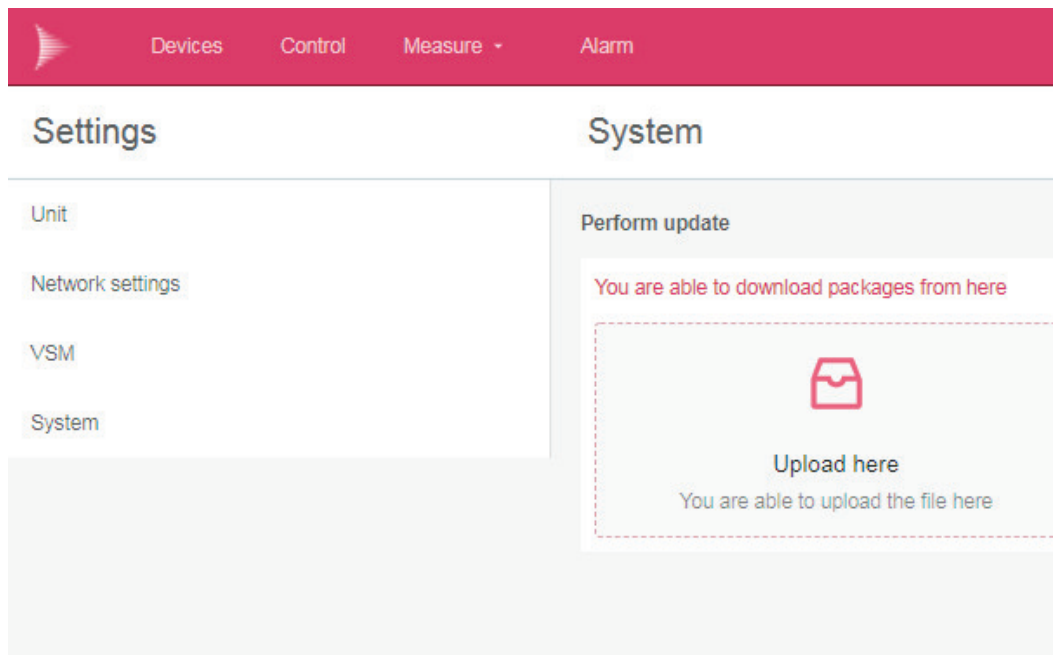 Devices Control Measure Alarm
Settings
System
Unit
Network settings
VSM
System
Perform update
You are able to download packages from here
Upload here
You are able to upload the file here